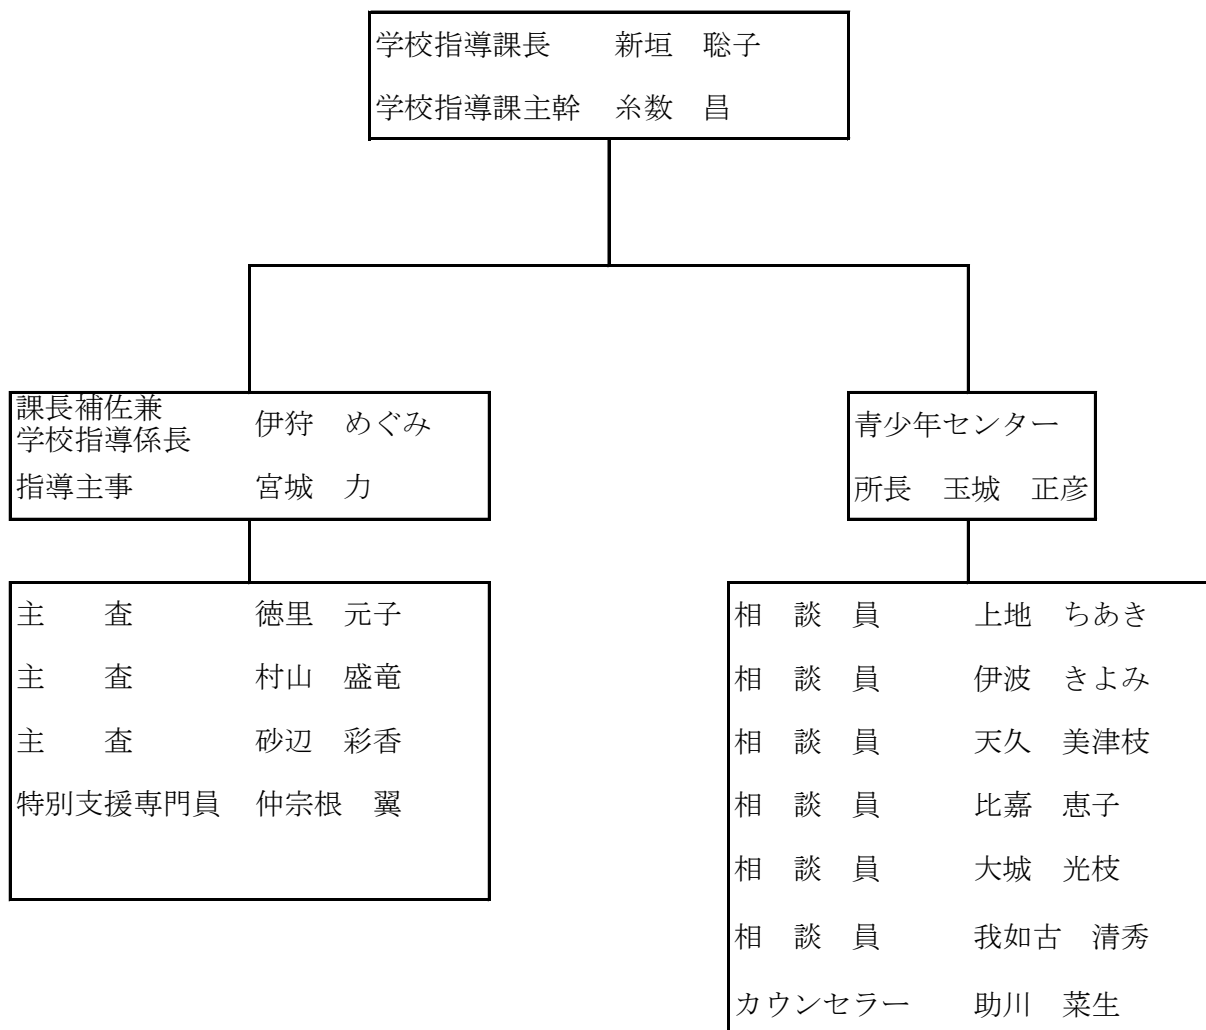 学校指導課長　新垣　聡子
学校指導課主幹　糸数　昌
課長補佐兼
学校指導係長　伊狩　めぐみ
指導主事　宮城　力
主　　査　徳里　元子
主　　査　村山　盛竜
主　　査　砂辺　彩香
特別支援専門員　仲宗根　翼
青少年センター
所長　玉城　正彦
相　談　員　上地　ちあき
相　談　員　伊波　きよみ
相　談　員　天久　美津枝
相　談　員　比嘉　恵子
相　談　員　大城　光枝
相　談　員　我如古　清秀
カウンセラー　助川　菜生